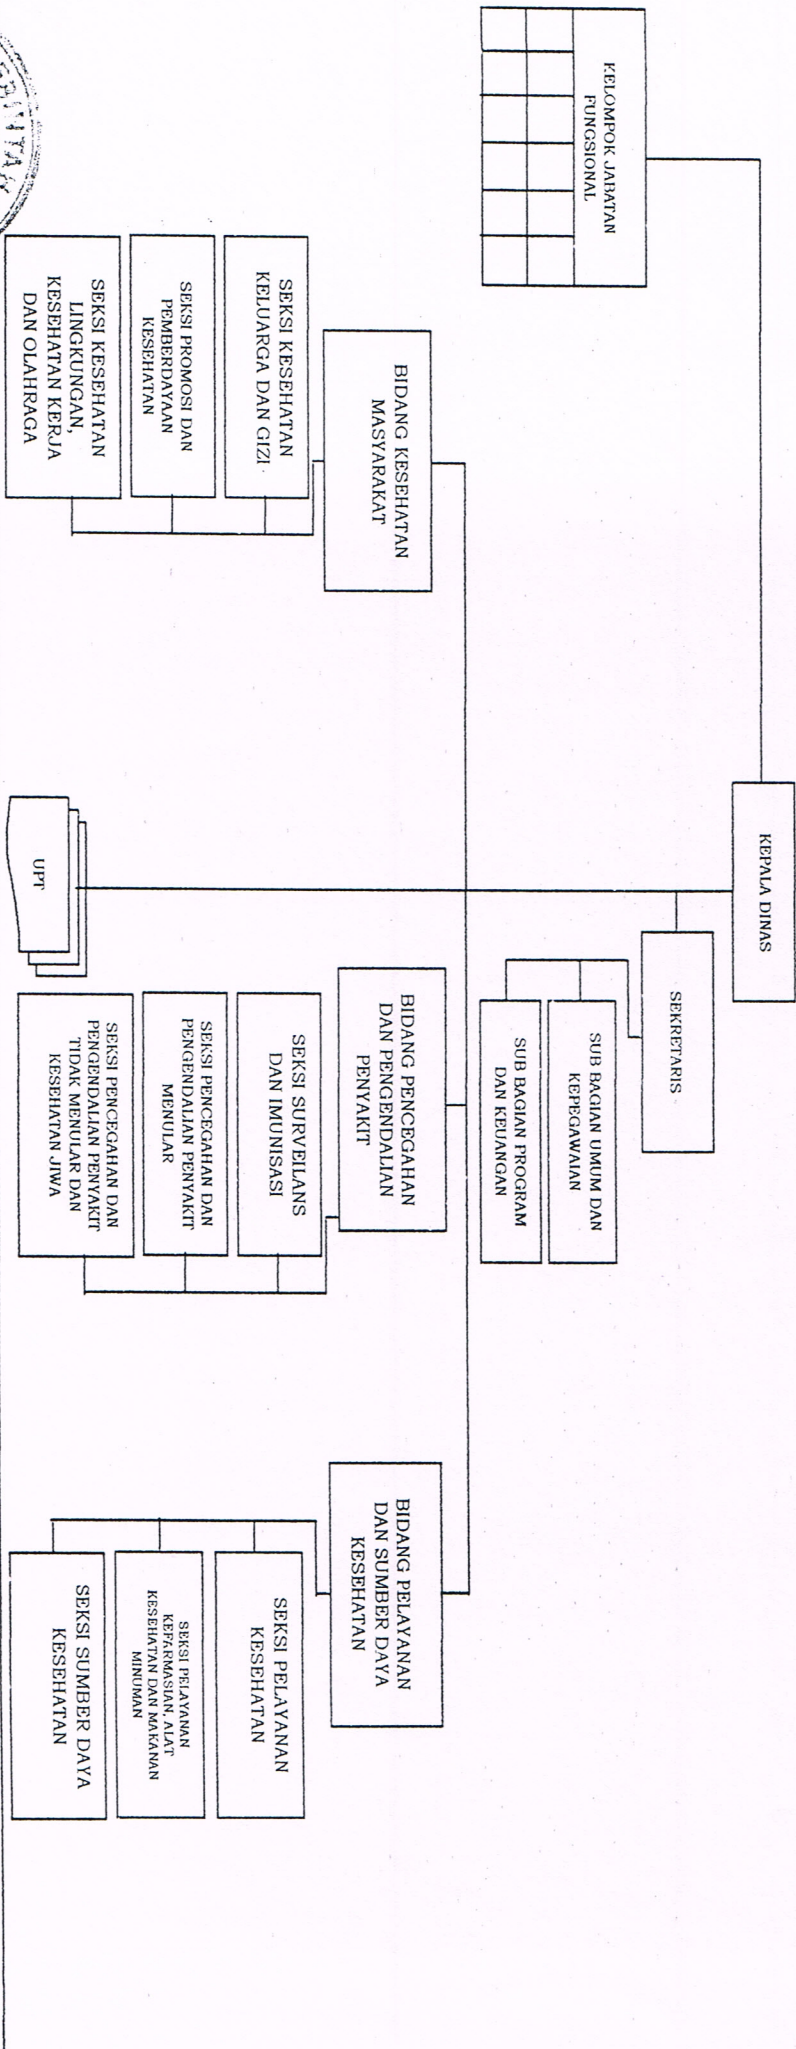 KEPALA DINAS
KELOMPOK JABATAN
FUNGSIONAL
SEKRETARIS
SUB BAGIAN UMUM DAN
KEPEGAWAIAN
SUB BAGIAN PROGRAM
DAN KEUANGAN
BIDANG KESEHATAN
MASYARAKAT
SEKSI KESEHATAN
KELUARGA DAN GIZI
SEKSI PROMOSI DAN
PEMBERDAYAAN
KESEHATAN
SEKSI KESEHATAN
LINGKUNGAN,
KESEHATAN KERJA
DAN OLAHRAGA
BIDANG PENCEGAHAN
DAN PENGENDALIAN
PENYAKIT
SEKSI SURVEILANS
DAN IMUNISASI
SEKSI PENCEGAHAN DAN
PENGENDALIAN PENYAKIT
MENULAR
SEKSI PENCEGAHAN DAN
PENGENDALIAN PENYAKIT
TIDAK MENULAR DAN
KESEHATAN JIWA
BIDANG PELAYANAN
DAN SUMBER DAYA
KESEHATAN
SEKSI PELAYANAN
KESEHATAN
SEKSI PELAYANAN
KEFARMASIAN, ALAT
KESEHATAN DAN MAKANAN
MINUMAN
SEKSI SUMBER DAYA
KESEHATAN
UPT